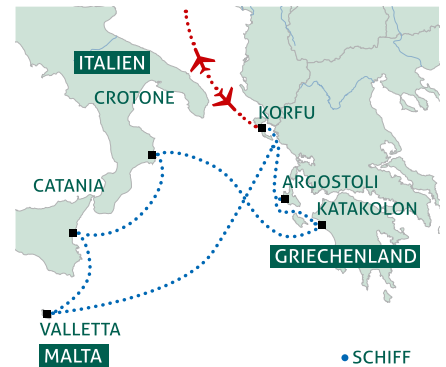 ITALIEN
CROTONE
KORFU
CATANIA
ARGOSTOLI
KATAKOLON
GRIECHENLAND
VALLETTA
MALTA
SCHIFF